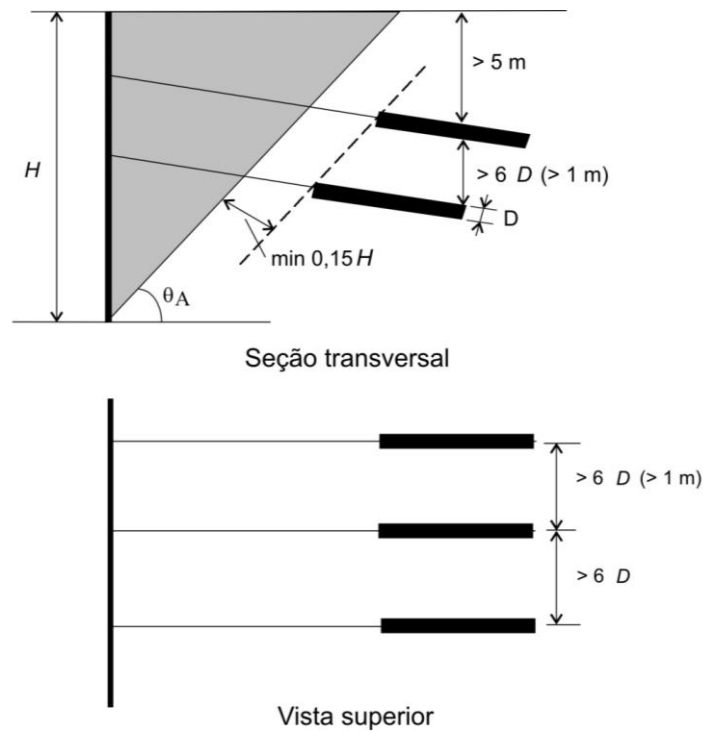 > 5 m
H
> 6 D (> 1 m)
D
min 0,15 H
θA
Seção transversal
> 6 D (> 1 m)
> 6 D
Vista superior